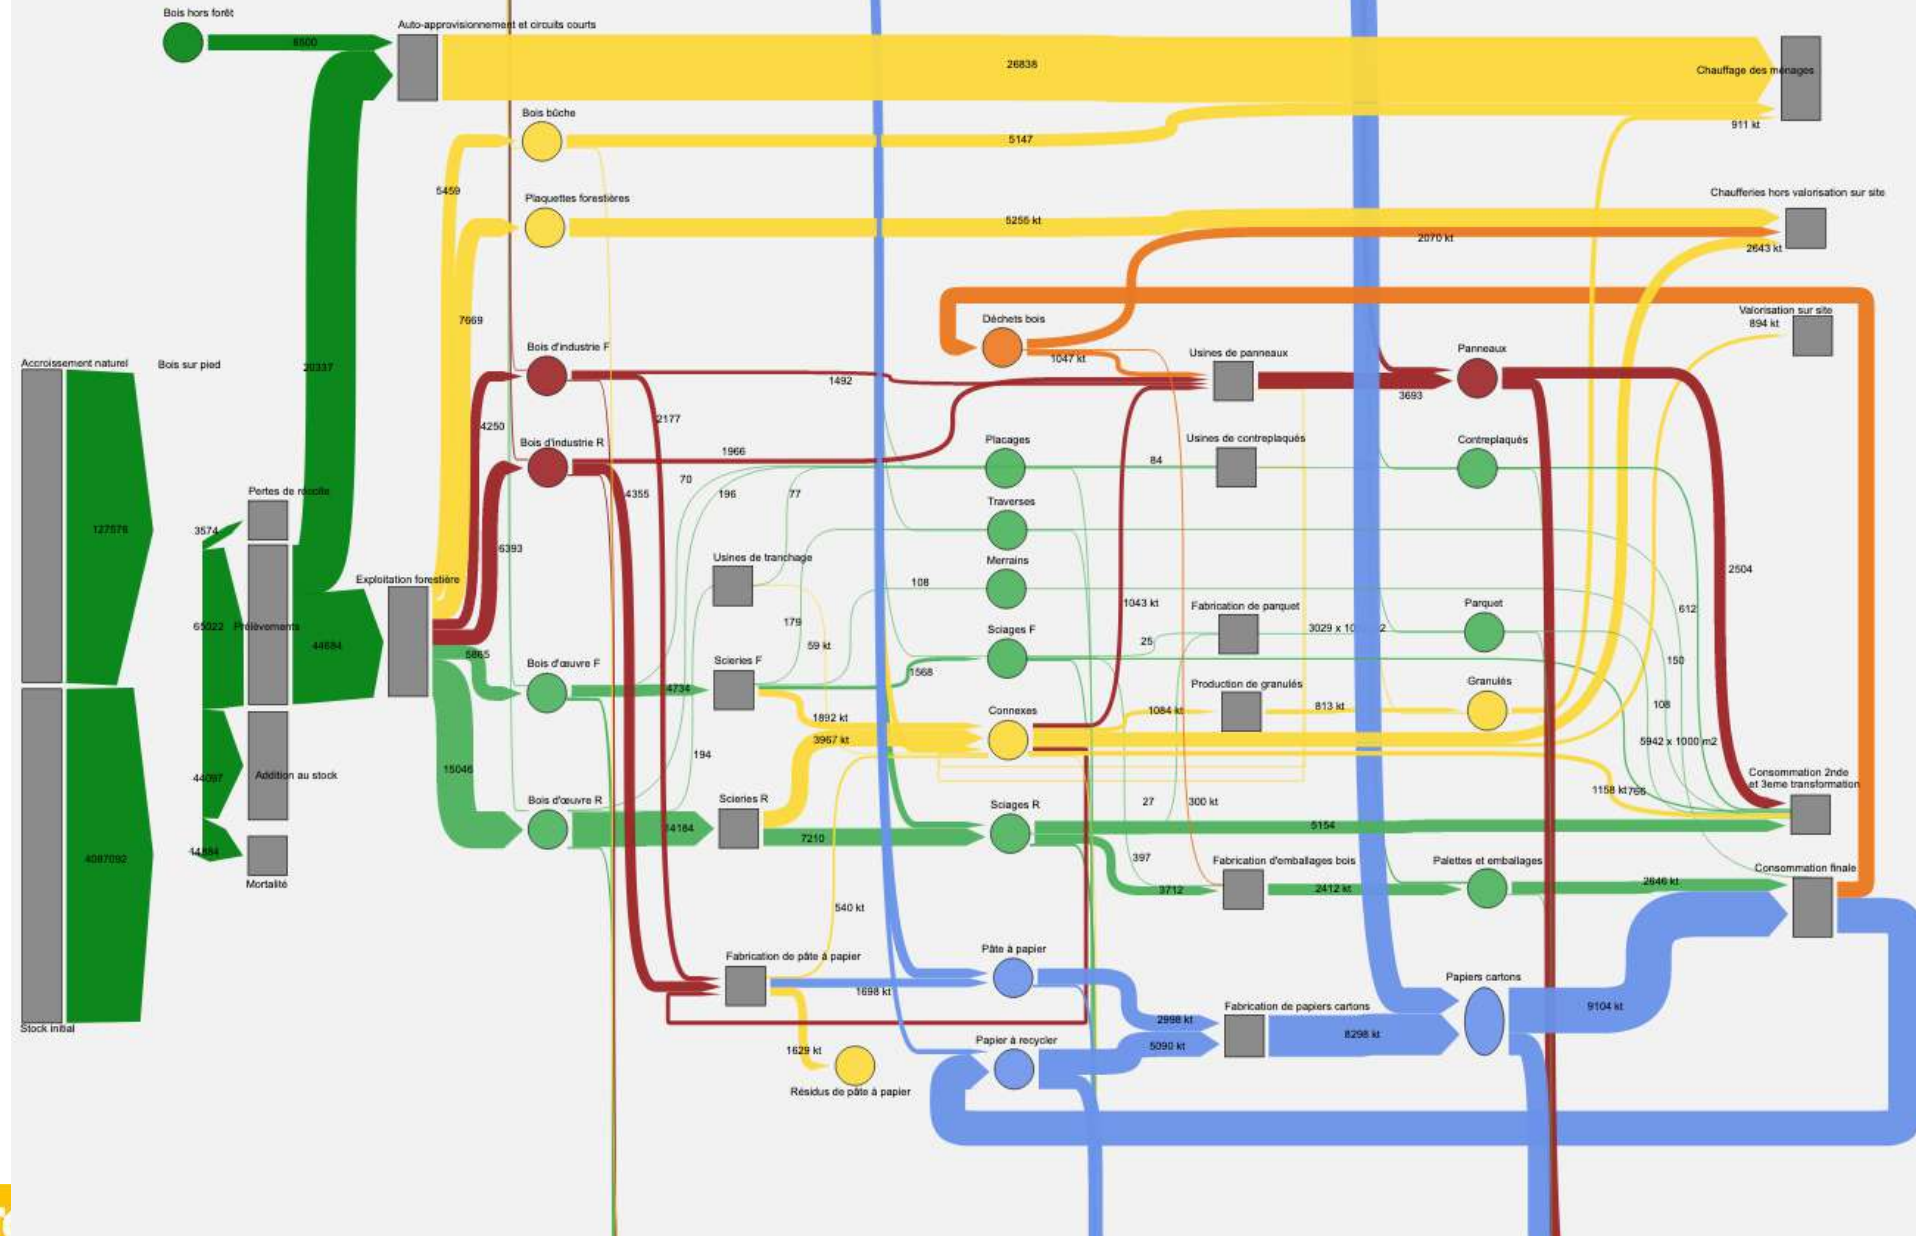 Bois hors forêt
Auto-approvisionnement et circuits courts
6500
26838
Chauffage des ménages
Bois bûche
5147
911 kt
5459
Plaquettes forestières
5255 kt
Chaufferies hors valorisation sur site
2070 kt
2643 kt
7669
Déchets bois
Valorisation sur site
894 kt
Accroissement naturel
Bois sur pied
20337
Bois d'industrie F
1047 kt
Usines de panneaux
Panneaux
1492
3693
4250
2177
Bois d'industrie R
1966
Placages
Usines de contreplaqués
Contreplaqués
84
70
196
77
4355
Pertes de récolte
Traverses
127576
3574
6393
Usines de tranchage
Merrains
2504
Exploitation forestière
108
1043 kt
Fabrication de parquet
Parquet
612
65022
Prélèvements
44684
179
59 kt
Sciages F
25
5865
Bois d'œuvre F
Scieries F
1568
150
4734
Production de granulés
Granulés
1892 kt
3967 kt
Connexes
1084 kt
813 kt
108
5942 x 1000 m2
194
15046
44097
Addition au stock
Consommation 2nde
et 3eme transformation
1158 kt
766
Bois d'œuvre R
Scieries R
Sciages R
27
300 kt
14184
7210
5154
4087092
14884
Mortalité
397
Fabrication d'emballages bois
Palettes et emballages
Consommation finale
3712
2412 kt
2646 kt
540 kt
Fabrication de pâte à papier
Pâte à papier
Papiers cartons
1698 kt
2998 kt
Fabrication de papiers cartons
9104 kt
Stock initial
8298 kt
1629 kt
Papier à recycler
5090 kt
Résidus de pâte à papier